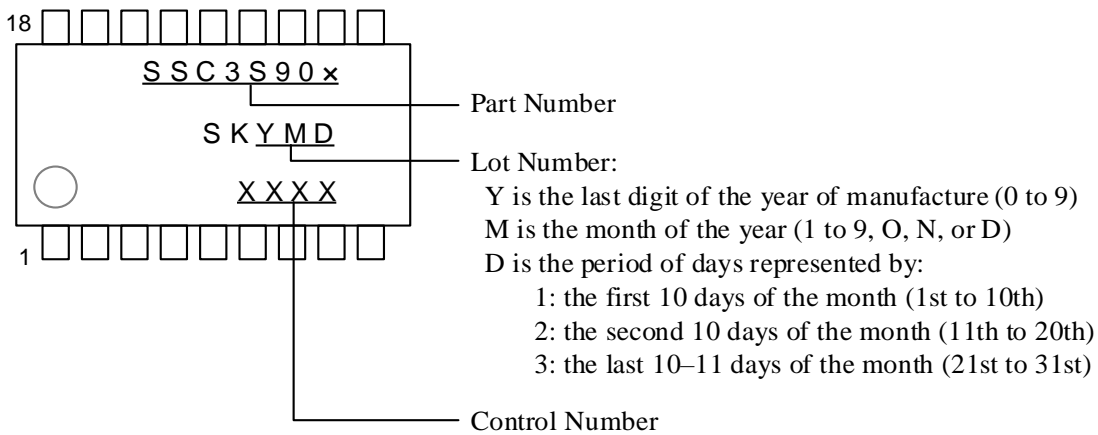 18
S S C 3 S 9 0 ×
Part Number
S K Y M D
Lot Number:
Y is the last digit of the year of manufacture (0 to 9)
M is the month of the year (1 to 9, O, N, or D)
D is the period of days represented by:
1: the first 10 days of the month (1st to 10th)
2: the second 10 days of the month (11th to 20th)
3: the last 10–11 days of the month (21st to 31st)
X X X X
1
Control Number